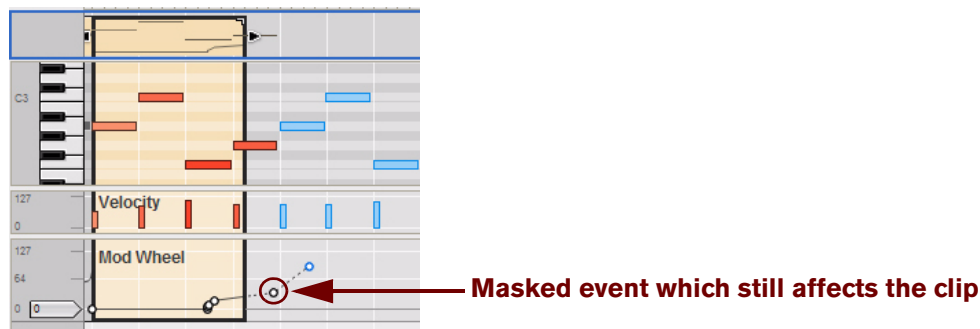 C3
127
Velocity
0
127
Mod Wheel
64
0 0
Masked event which still affects the clip